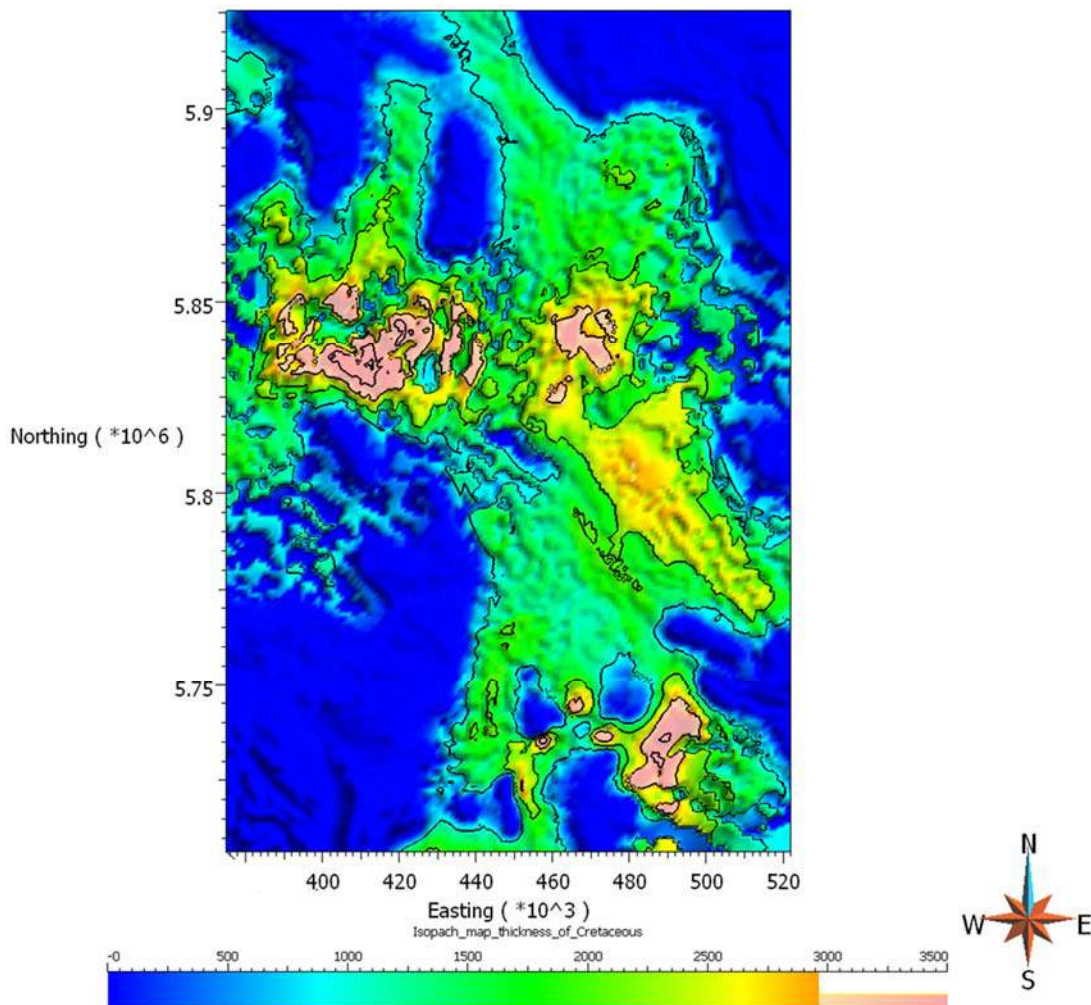 5.9
5.85
Northing ( *10^6 )
5.8
5.75
400 420 440 460 480 500 520
Easting ( *10^3 )
Isopach_map_thickness_of_Cretaceous
-0 500 1000 1500 2000 2500 3000 3500
N
W E
S